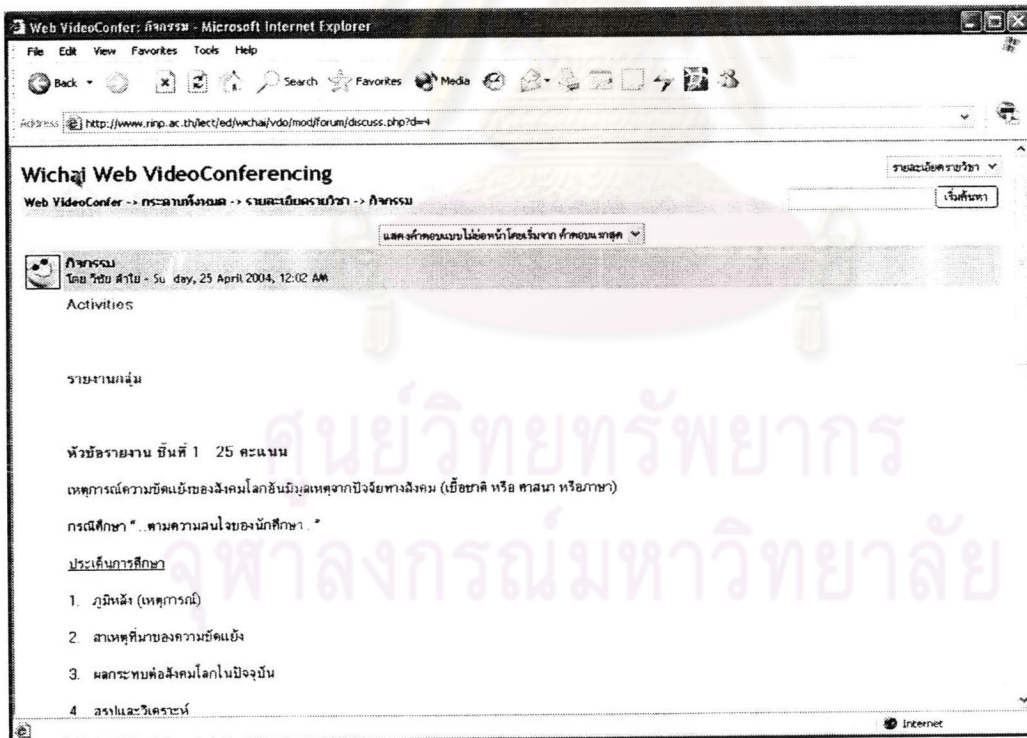 Web VideoConfer: กิจกรรม - Microsoft Internet Explorer
File Edit View Favorites Tools Help
Back Search Favorites Media
Address http://www.rinp.ac.th/lect/ed/wichai/vdo/mod/forum/discuss.php?d=4
Wichai Web VideoConferencing
รายละเอียดรายวิชา
Web VideoConfer -> กระดานทั้งหมด -> รายละเอียดรายวิชา -> กิจกรรม
เริ่มค้นหา
แสดงคำตอบแบบไม่ย่อหน้าโดยเริ่มจาก คำตอบแรกสุด
กิจกรรม
โดย วิชัย ลำใย - Su day, 25 April 2004, 12:02 AM
Activities
รายงานกลุ่ม
หัวข้อรายงาน ชิ้นที่ 1 25 คะแนน
เหตุการณ์ความขัดแย้งของสังคมโลกอันมีมูลเหตุจากปัจจัยทางสังคม (เชื้อชาติ หรือ ศาสนา หรือภาษา)
กรณีศึกษา "..ตามความสนใจของนักศึกษา . "
ประเด็นการศึกษา
1. ภูมิหลัง (เหตุการณ์)
2. สาเหตุที่มาของความขัดแย้ง
3. ผลกระทบต่อสังคมโลกในปัจจุบัน
4 สรุปและวิเคราะห์
Internet
ศูนย์วิทยทรัพยากร
จุฬาลงกรณ์มหาวิทยาลัย